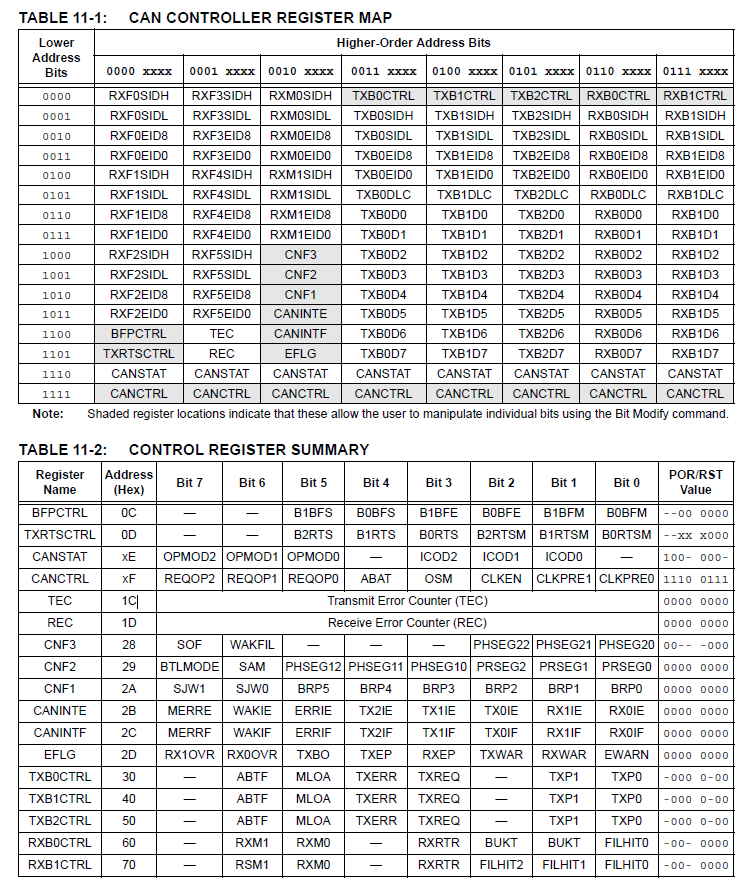 TABLE 11-1: CAN CONTROLLER REGISTER MAP
Lower Address Bits Higher-Order Address Bits
0000 xxxx 0001 xxxx 0010 xxxx 0011 xxxx 0100 xxxx 0101 xxxx 0110 xxxx 0111 xxxx
0000 RXF0SIDH RXF3SIDH RXM0SIDH TXB0CTRL TXB1CTRL TXB2CTRL RXB0CTRL RXB1CTRL
0001 RXF0SIDL RXF3SIDL RXM0SIDL TXB0SIDH TXB1SIDH TXB2SIDH RXB0SIDH RXB1SIDH
0010 RXF0EID8 RXF3EID8 RXM0EID8 TXB0SIDL TXB1SIDL TXB2SIDL RXB0SIDL RXB1SIDL
0011 RXF0EID0 RXF3EID0 RXM0EID0 TXB0EID8 TXB1EID8 TXB2EID8 RXB0EID8 RXB1EID8
0100 RXF1SIDH RXF4SIDH RXM1SIDH TXB0EID0 TXB1EID0 TXB2EID0 RXB0EID0 RXB1EID0
0101 RXF1SIDL RXF4SIDL RXM1SIDL TXB0DLC TXB1DLC TXB2DLC RXB0DLC RXB1DLC
0110 RXF1EID8 RXF4EID8 RXM1EID8 TXB0D0 TXB1D0 TXB2D0 RXB0D0 RXB1D0
0111 RXF1EID0 RXF4EID0 RXM1EID0 TXB0D1 TXB1D1 TXB2D1 RXB0D1 RXB1D1
1000 RXF2SIDH RXF5SIDH CNF3 TXB0D2 TXB1D2 TXB2D2 RXB0D2 RXB1D2
1001 RXF2SIDL RXF5SIDL CNF2 TXB0D3 TXB1D3 TXB2D3 RXB0D3 RXB1D3
1010 RXF2EID8 RXF5EID8 CNF1 TXB0D4 TXB1D4 TXB2D4 RXB0D4 RXB1D4
1011 RXF2EID0 RXF5EID0 CANINTE TXB0D5 TXB1D5 TXB2D5 RXB0D5 RXB1D5
1100 BFPCTRL TEC CANINTF TXB0D6 TXB1D6 TXB2D6 RXB0D6 RXB1D6
1101 TXRTSCTRL REC EFLG TXB0D7 TXB1D7 TXB2D7 RXB0D7 RXB1D7
1110 CANSTAT CANSTAT CANSTAT CANSTAT CANSTAT CANSTAT CANSTAT CANSTAT
1111 CANCTRL CANCTRL CANCTRL CANCTRL CANCTRL CANCTRL CANCTRL CANCTRL
Note: Shaded register locations indicate that these allow the user to manipulate individual bits using the Bit Modify command.
TABLE 11-2: CONTROL REGISTER SUMMARY
Register Name Address (Hex) Bit 7 Bit 6 Bit 5 Bit 4 Bit 3 Bit 2 Bit 1 Bit 0 POR/RST Value
BFPCTRL 0C — — B1BFS B0BFS B1BFE B0BFE B1BFM B0BFM --00 0000
TXRTSCTRL 0D — — B2RTS B1RTS B0RTS B2RTSM B1RTSM B0RTSM --xx x000
CANSTAT xE OPMOD2 OPMOD1 OPMOD0 — ICOD2 ICOD1 ICOD0 — 100- 000-
CANCTRL xF REQOP2 REQOP1 REQOP0 ABAT OSM CLKEN CLKPRE1 CLKPRE0 1110 0111
TEC 1C Transmit Error Counter (TEC) 0000 0000
REC 1D Receive Error Counter (REC) 0000 0000
CNF3 28 SOF WAKFIL — — — PHSEG22 PHSEG21 PHSEG20 00-- -000
CNF2 29 BTLMODE SAM PHSEG12 PHSEG11 PHSEG10 PRSEG2 PRSEG1 PRSEG0 0000 0000
CNF1 2A SJW1 SJW0 BRP5 BRP4 BRP3 BRP2 BRP1 BRP0 0000 0000
CANINTE 2B MERRE WAKIE ERRIE TX2IE TX1IE TX0IE RX1IE RX0IE 0000 0000
CANINTF 2C MERRF WAKIF ERRIF TX2IF TX1IF TX0IF RX1IF RX0IF 0000 0000
EFLG 2D RX1OVR RX0OVR TXBO TXEP RXEP TXWAR RXWAR EWARN 0000 0000
TXB0CTRL 30 — ABTF MLOA TXERR TXREQ — TXP1 TXP0 -000 0-00
TXB1CTRL 40 — ABTF MLOA TXERR TXREQ — TXP1 TXP0 -000 0-00
TXB2CTRL 50 — ABTF MLOA TXERR TXREQ — TXP1 TXP0 -000 0-00
RXB0CTRL 60 — RXM1 RXM0 — RXRTR BUKT BUKT FILHIT0 -00- 0000
RXB1CTRL 70 — RSM1 RXM0 — RXRTR FILHIT2 FILHIT1 FILHIT0 -00- 0000